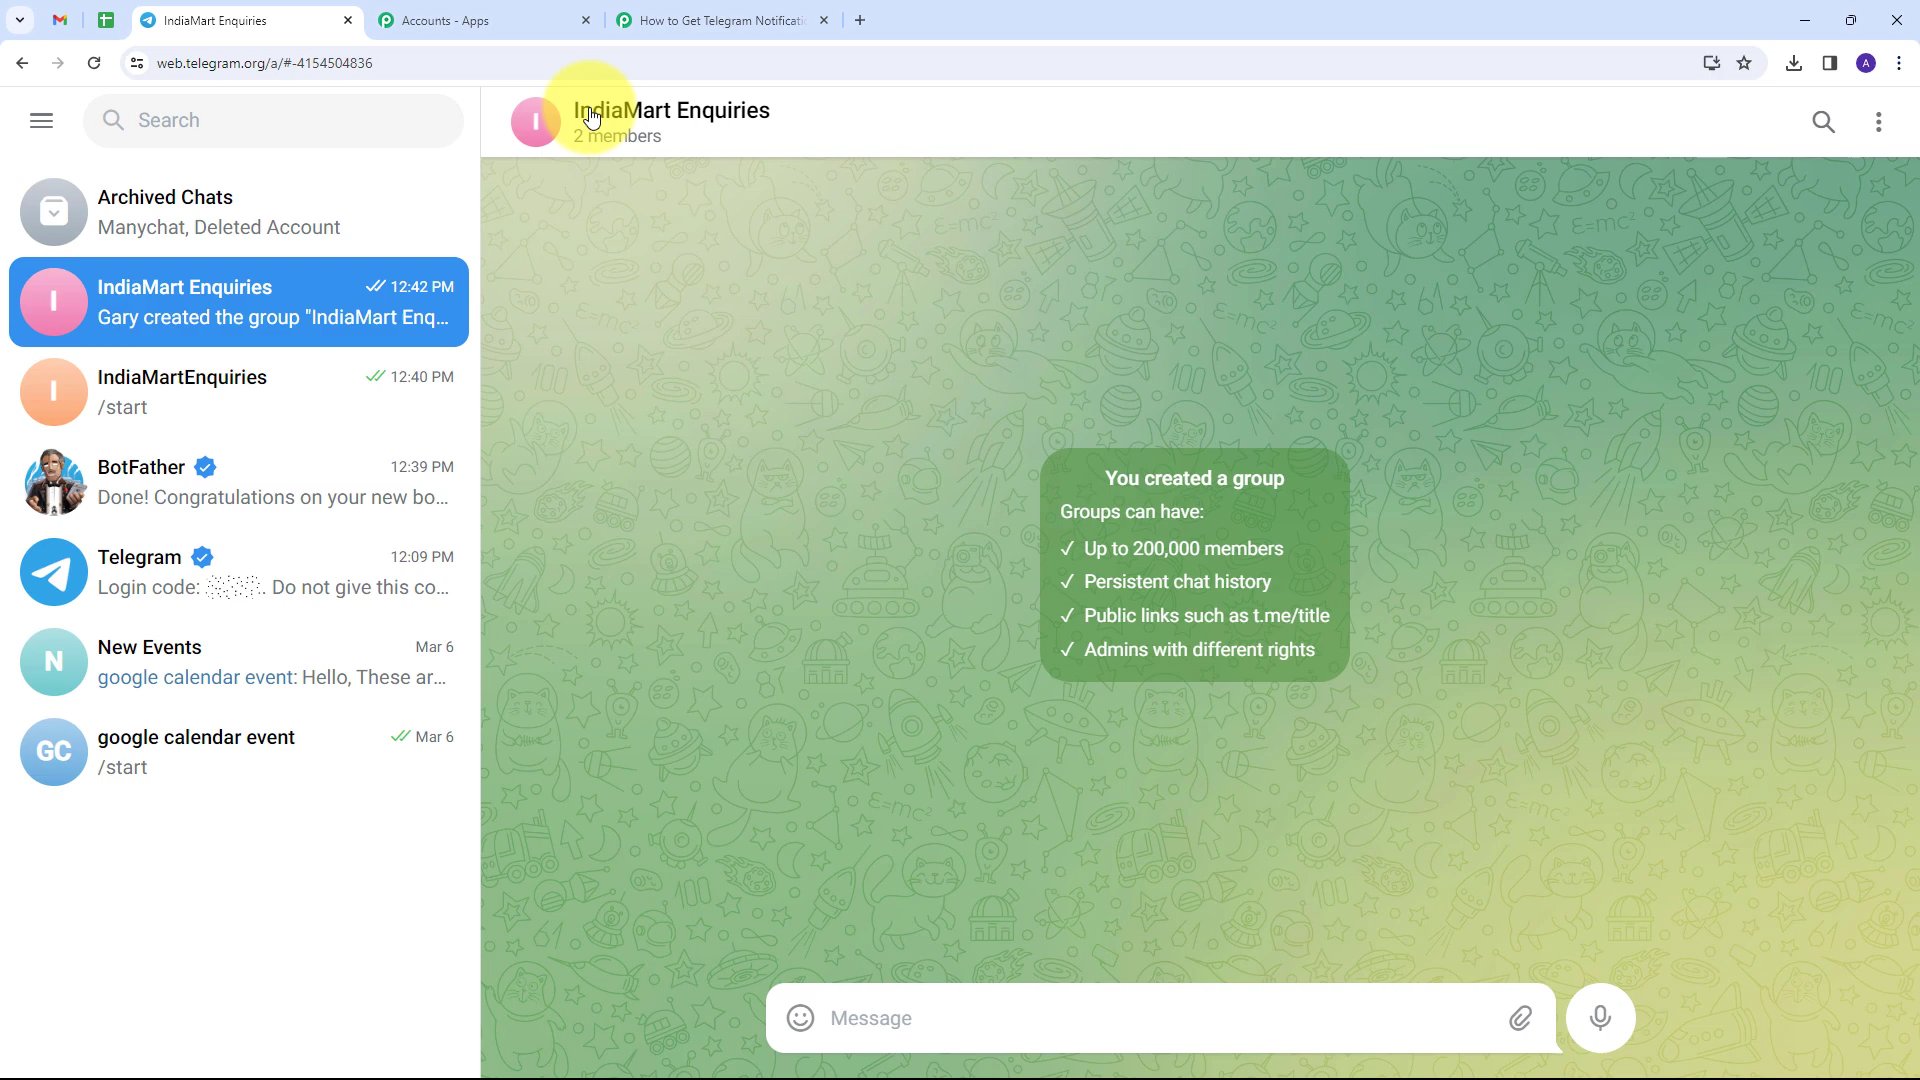 IndiaMart Enquiries
Accounts - Apps
How to Get Telegram Notificati
web.telegram.org/a/#-4154504836
A
Search
I
IndiaMart Enquiries
2 members
Archived Chats
Manychat, Deleted Account
I
IndiaMart Enquiries
12:42 PM
Gary created the group "IndiaMart Enq...
I
IndiaMartEnquiries
12:40 PM
/start
BotFather
12:39 PM
Done! Congratulations on your new bo...
Telegram
12:09 PM
Login code: . Do not give this co...
N
New Events
Mar 6
google calendar event: Hello, These ar...
GC
google calendar event
Mar 6
/start
You created a group
Groups can have:
✓ Up to 200,000 members
✓ Persistent chat history
✓ Public links such as t.me/title
✓ Admins with different rights
Message